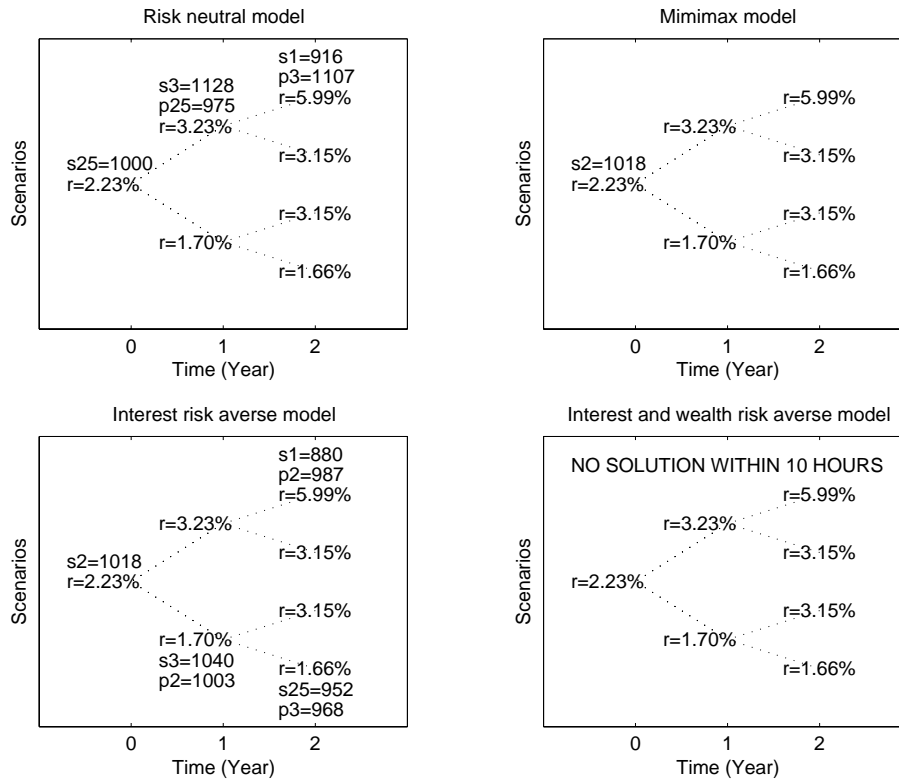 Risk neutral model
s1=916
p3=1107
r=5.99%
s3=1128
p25=975
r=3.23%
r=3.15%
s25=1000
r=2.23%
r=3.15%
r=1.70%
r=1.66%
Scenarios
0 1 2
Time (Year)
Mimimax model
r=5.99%
r=3.23%
r=3.15%
s2=1018
r=2.23%
r=3.15%
r=1.70%
r=1.66%
Scenarios
0 1 2
Time (Year)
Interest risk averse model
s1=880
p2=987
r=5.99%
r=3.23%
r=3.15%
s2=1018
r=2.23%
r=3.15%
r=1.70%
s3=1040
p2=1003
r=1.66%
s25=952
p3=968
Scenarios
0 1 2
Time (Year)
Interest and wealth risk averse model
NO SOLUTION WITHIN 10 HOURS
r=5.99%
r=3.23%
r=3.15%
r=2.23%
r=3.15%
r=1.70%
r=1.66%
Scenarios
0 1 2
Time (Year)